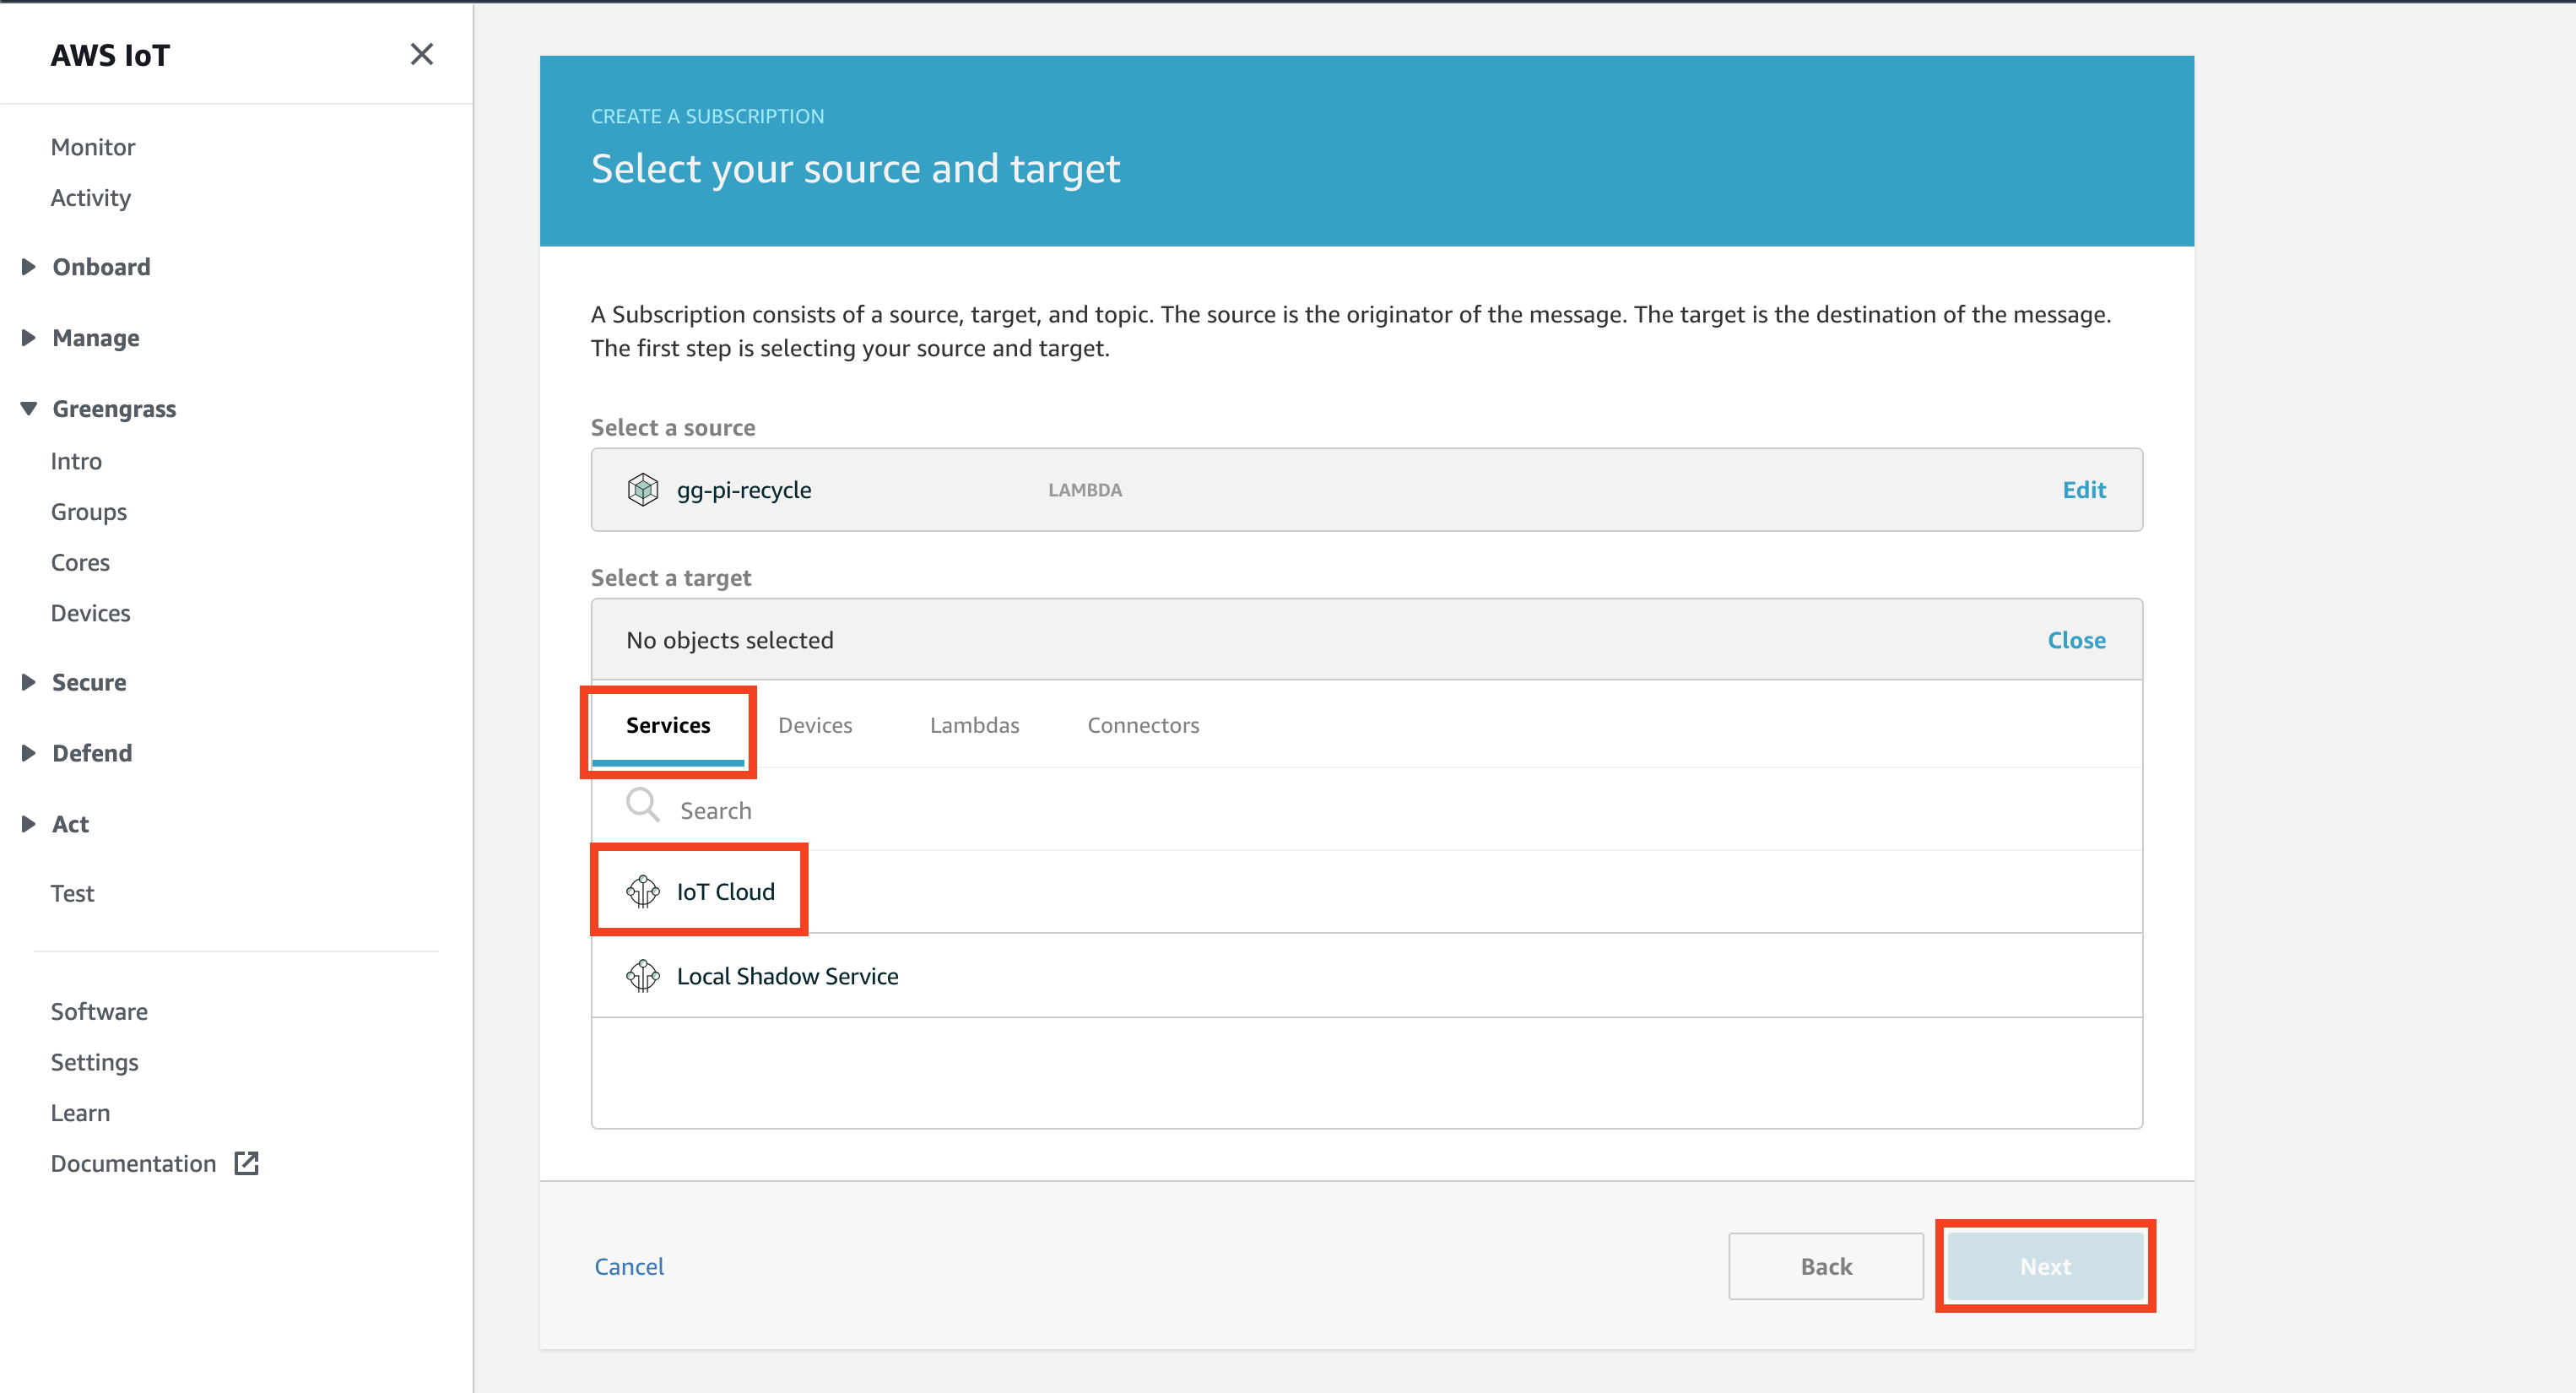 AWS IoT
Monitor
Activity
Onboard
Manage
Greengrass
Intro
Groups
Cores
Devices
Secure
Defend
Act
Test
Software
Settings
Learn
Documentation
CREATE A SUBSCRIPTION
Select your source and target
A Subscription consists of a source, target, and topic. The source is the originator of the message. The target is the destination of the message.
The first step is selecting your source and target.
Select a source
gg-pi-recycle LAMBDA Edit
Select a target
No objects selected Close
Services Devices Lambdas Connectors
Search
IoT Cloud
Local Shadow Service
Cancel Back Next